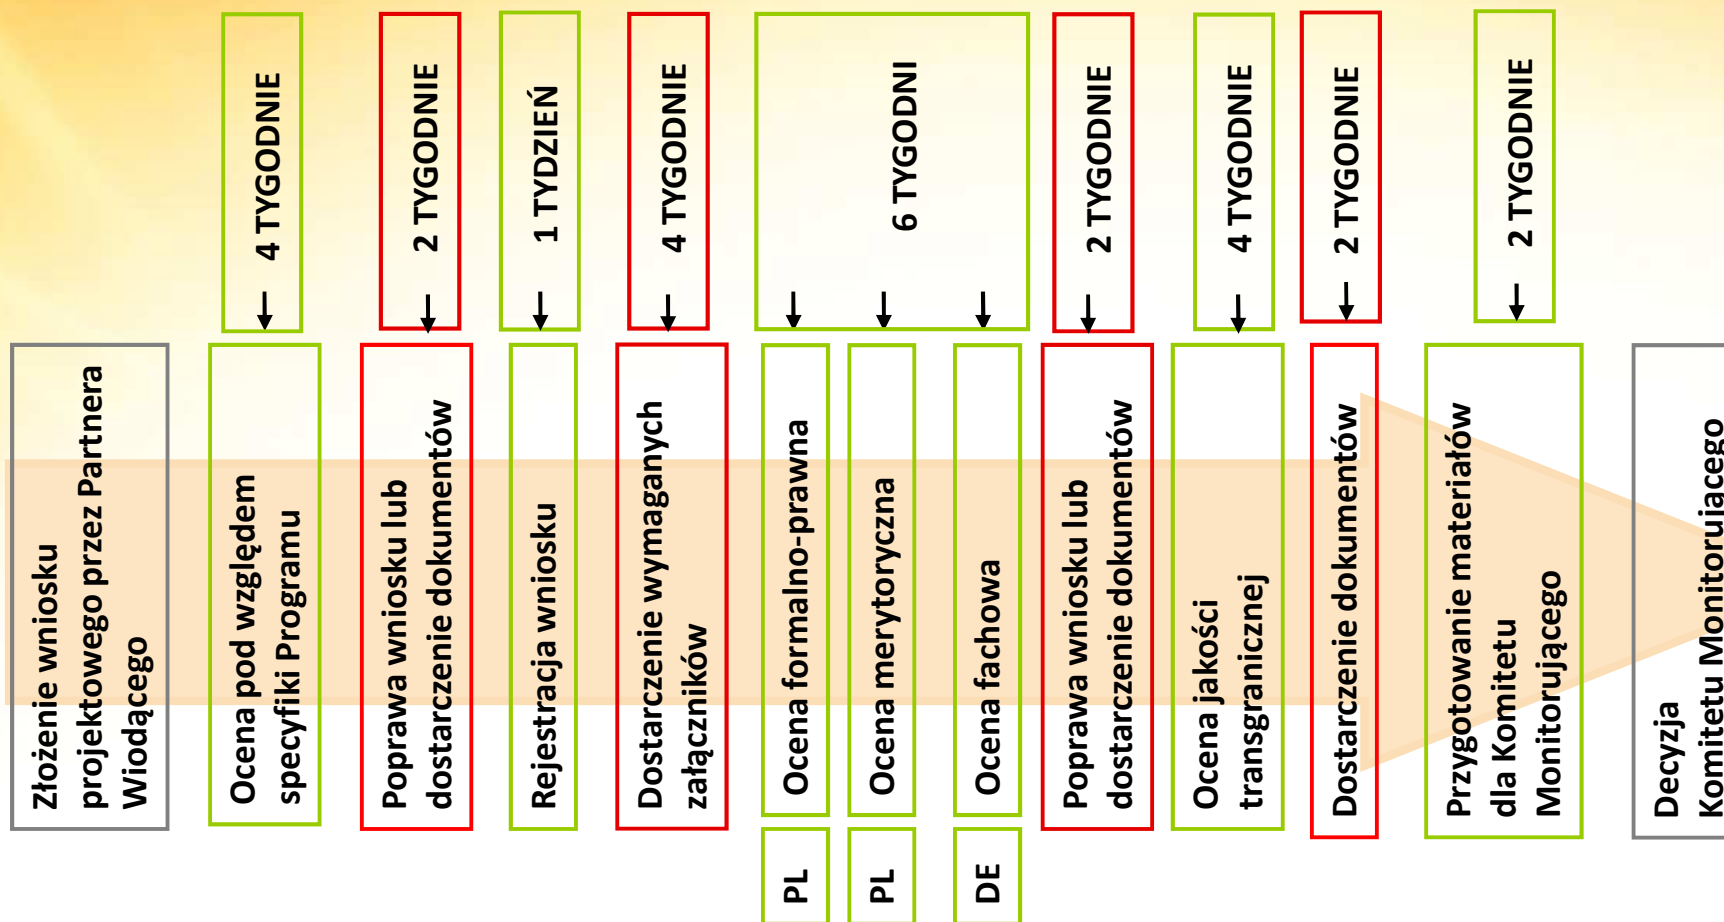 Złożenie wniosku
projektowego przez Partnera
Wiodącego
4 TYGODNIE
Ocena pod względem
specyfiki Programu
2 TYGODNIE
Poprawa wniosku lub
dostarczenie dokumentów
1 TYDZIEŃ
Rejestracja wniosku
4 TYGODNIE
Dostarczenie wymaganych
załączników
6 TYGODNI
PL
Ocena formalno-prawna
PL
Ocena merytoryczna
DE
Ocena fachowa
2 TYGODNIE
Poprawa wniosku lub
dostarczenie dokumentów
4 TYGODNIE
Ocena jakości
transgranicznej
2 TYGODNIE
Dostarczenie dokumentów
2 TYGODNIE
Przygotowanie materiałów
dla Komitetu
Monitorującego
Decyzja
Komitetu Monitorującego